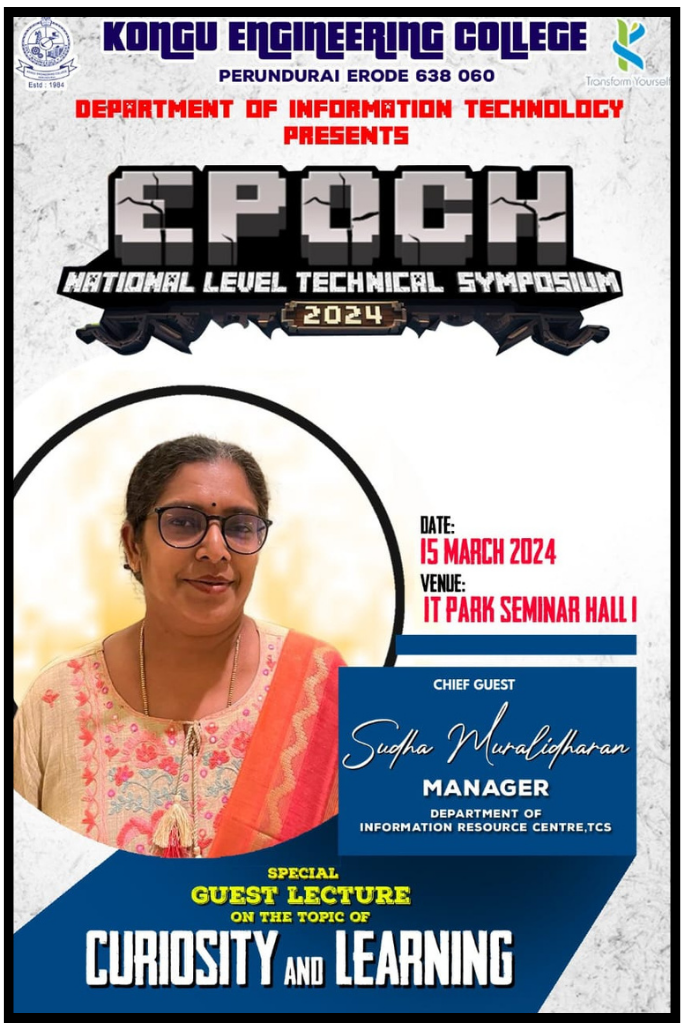 KONGU ENGINEERING COLLEGE
PERUNDURAI ERODE 638 060
Estd : 1984
Transform Yourself
DEPARTMENT OF INFORMATION TECHNOLOGY
PRESENTS
EPOCH
NATIONAL LEVEL TECHNICAL SYMPOSIUM
2024
DATE:
15 MARCH 2024
VENUE:
IT PARK SEMINAR HALL I
CHIEF GUEST
Sudha Muralidharan
MANAGER
DEPARTMENT OF
INFORMATION RESOURCE CENTRE,TCS
SPECIAL
GUEST LECTURE
ON THE TOPIC OF
CURIOSITY AND LEARNING